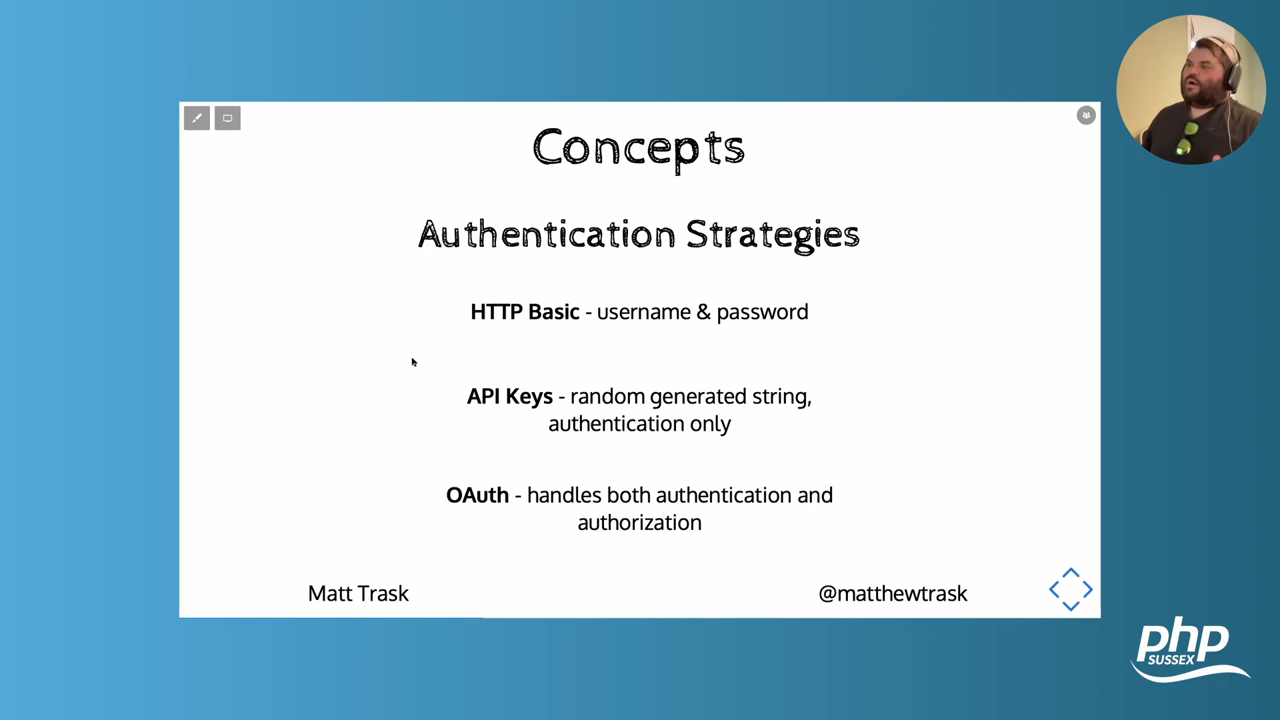 Concepts
Authentication Strategies
HTTP Basic - username & password
API Keys - random generated string,
authentication only
OAuth - handles both authentication and
authorization
Matt Trask
@matthewtrask
php
SUSSEX